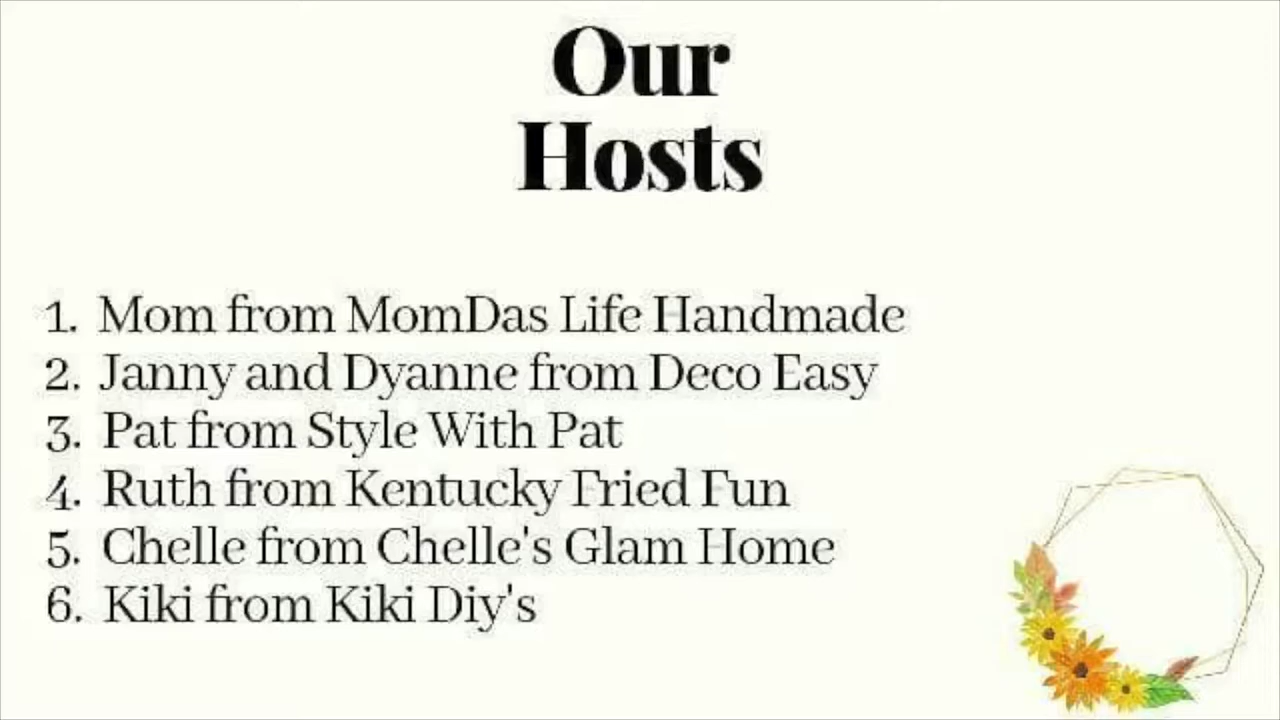 Our
Hosts
1. Mom from MomDas Life Handmade
2. Janny and Dyanne from Deco Easy
3. Pat from Style With Pat
4. Ruth from Kentucky Fried Fun
5. Chelle from Chelle's Glam Home
6. Kiki from Kiki Diy's